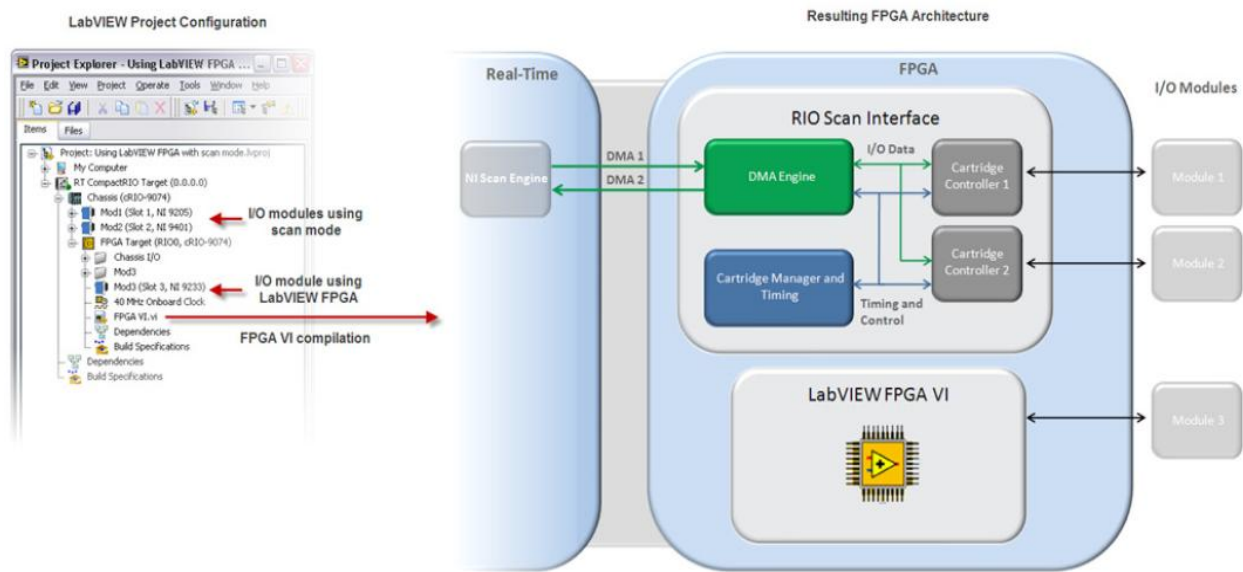 LabVIEW Project Configuration
Project Explorer - Using LabVIEW FPGA ...
File Edit View Project Operate Tools Window Help
Items Files
Project: Using LabVIEW FPGA with scan mode.lvproj
My Computer
RT CompactRIO Target (0.0.0.0)
Chassis (cRIO-9074)
Mod1 (Slot 1, NI 9205)
Mod2 (Slot 2, NI 9401)
FPGA Target (RIO0, cRIO-9074)
Chassis I/O
Mod3
Mod3 (Slot 3, NI 9233)
40 MHz Onboard Clock
FPGA VI.vi
Dependencies
Build Specifications
Dependencies
Build Specifications
I/O modules using
scan mode
I/O module using
LabVIEW FPGA
FPGA VI compilation
Resulting FPGA Architecture
Real-Time
FPGA
I/O Modules
RIO Scan Interface
NI Scan Engine
DMA 1
DMA 2
DMA Engine
I/O Data
Cartridge
Controller 1
Cartridge
Controller 2
Cartridge Manager and
Timing
Timing and
Control
Module 1
Module 2
LabVIEW FPGA VI
Module 3